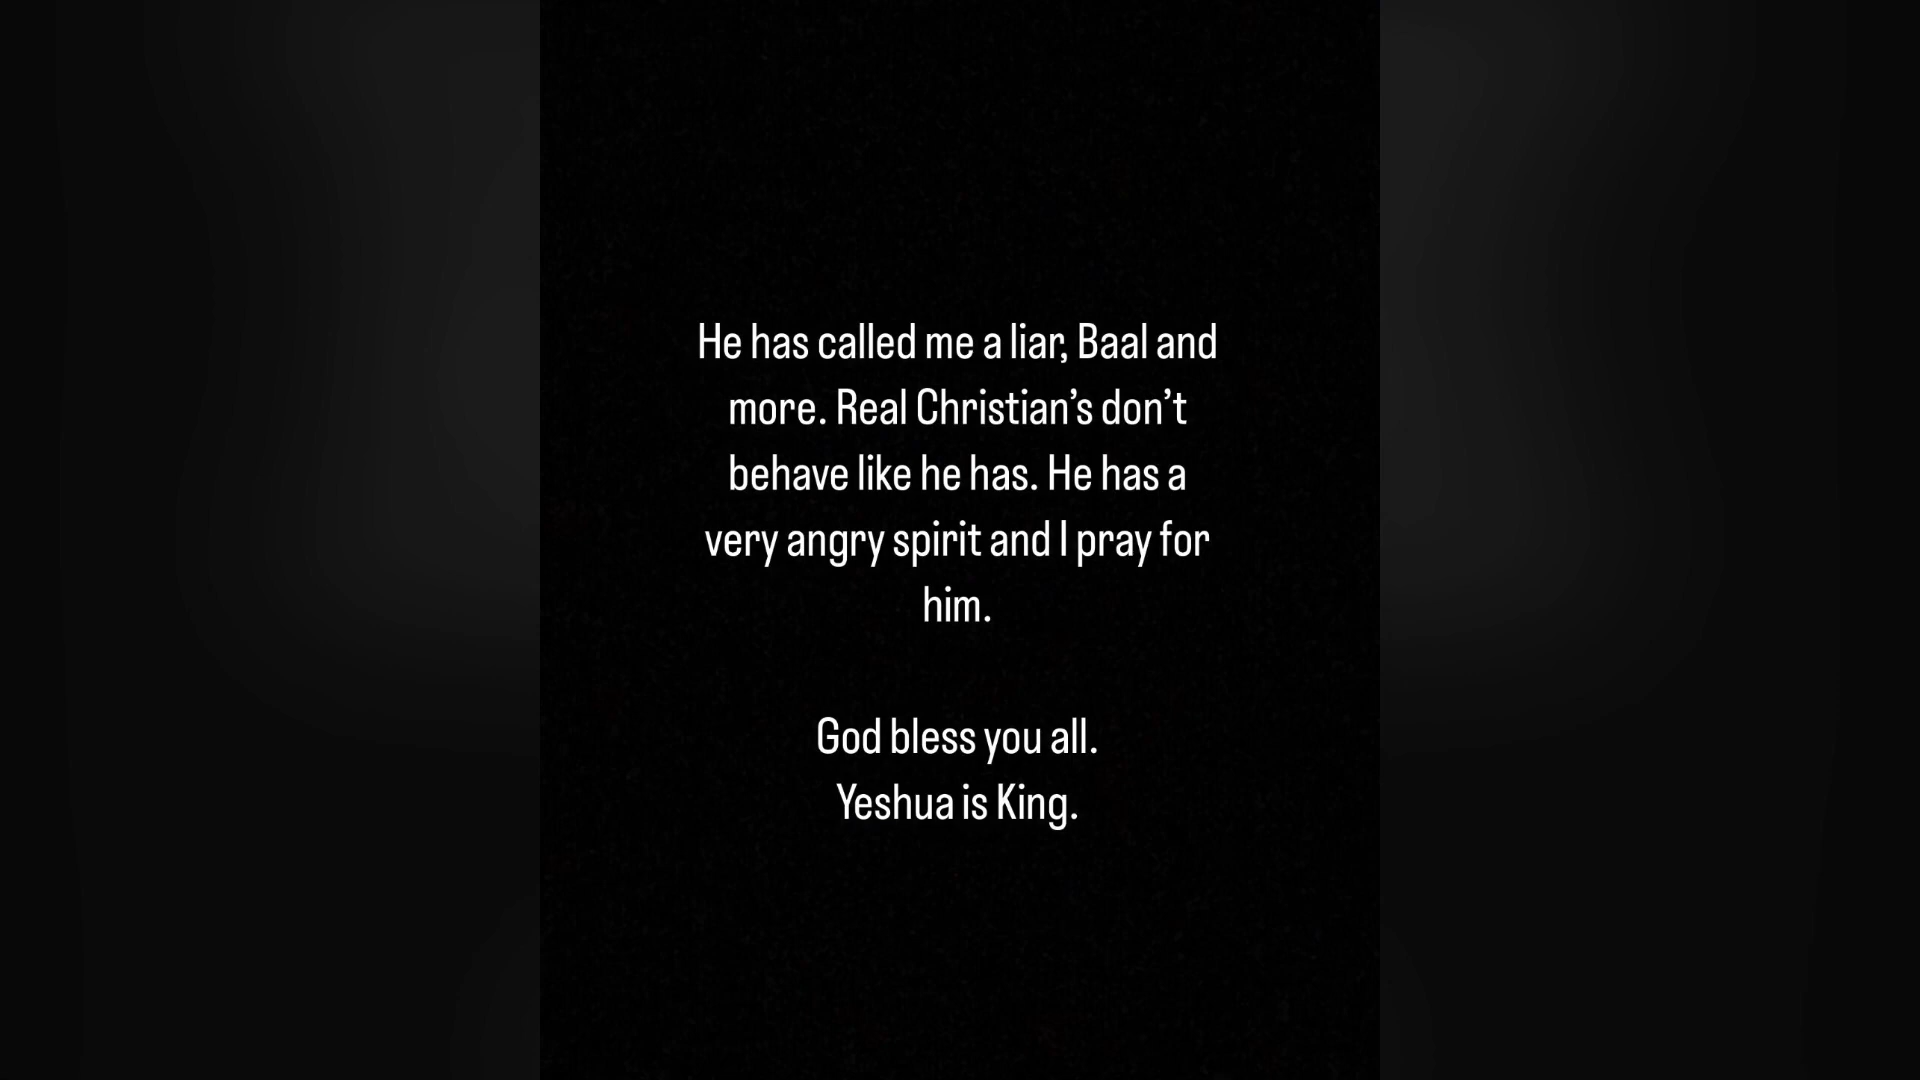 He has called me a liar, Baal and
more. Real Christian’s don’t
behave like he has. He has a
very angry spirit and I pray for
him.
God bless you all.
Yeshua is King.